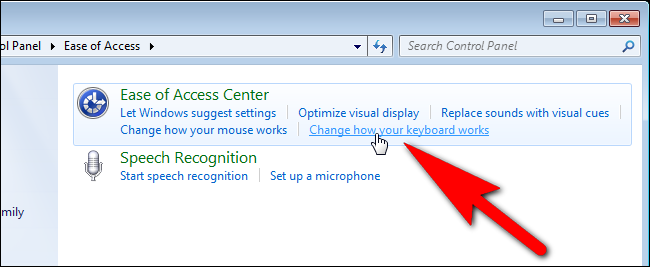 ol Panel ▸ Ease of Access ▸ Search Control Panel
Ease of Access Center
Let Windows suggest settings Optimize visual display Replace sounds with visual cues
Change how your mouse works Change how your keyboard works
Speech Recognition
Start speech recognition Set up a microphone
mily